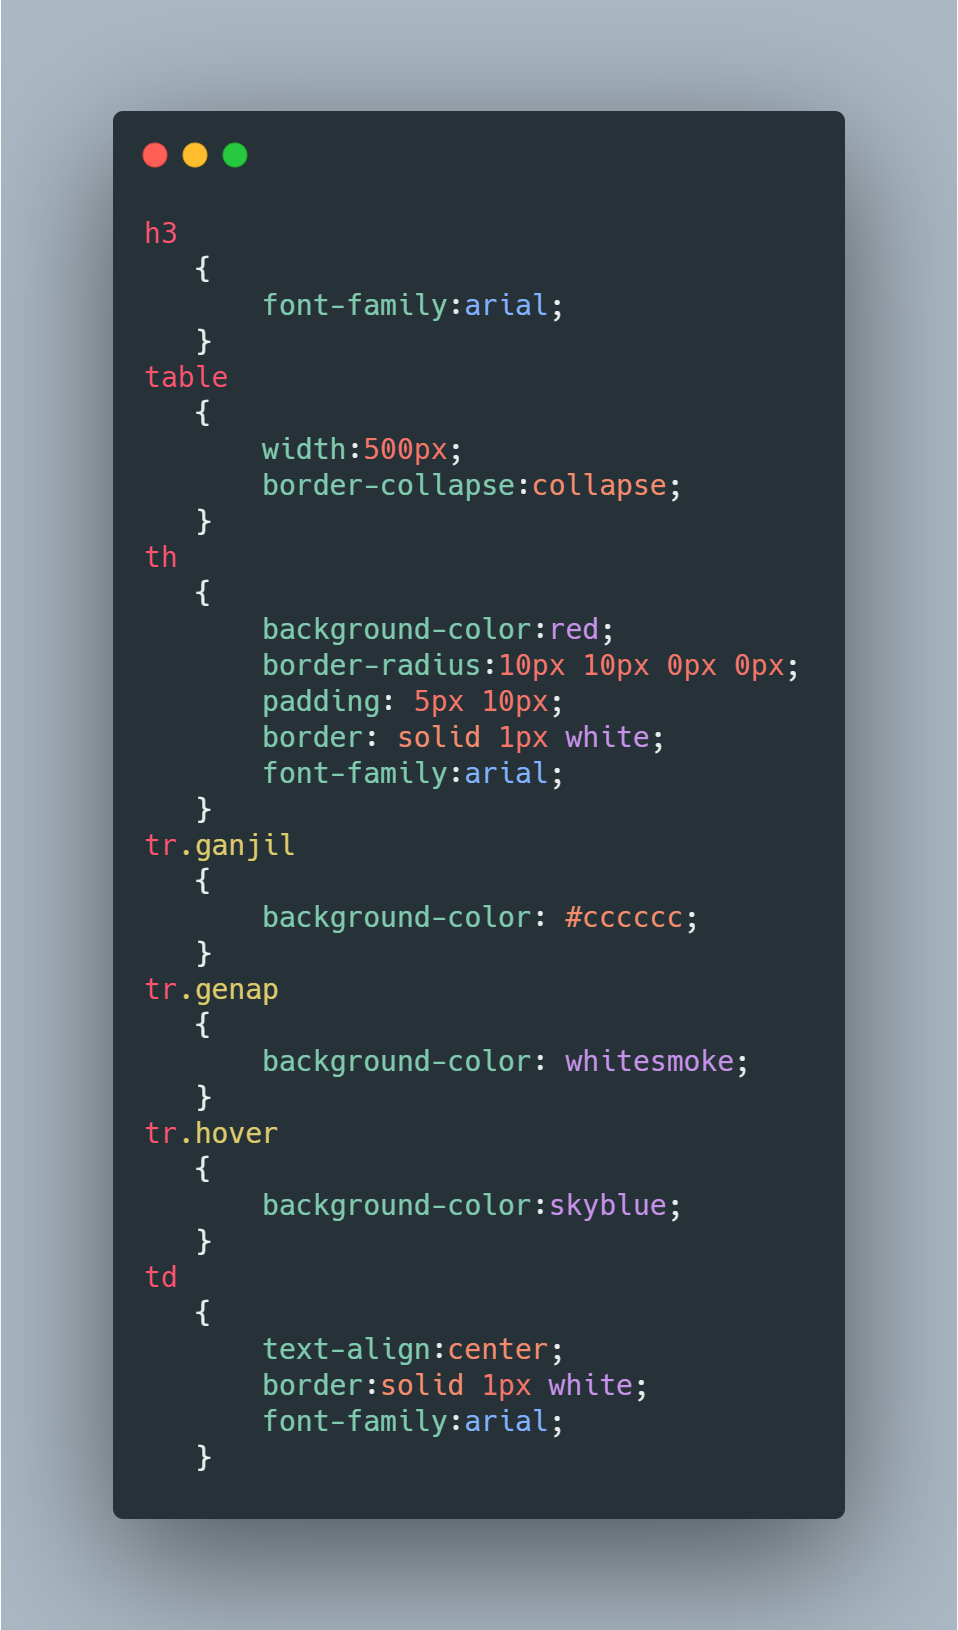 h3
   {
       font-family:arial;
   }
table
   {
       width:500px;
       border-collapse:collapse;
   }
th
   {
       background-color:red;
       border-radius:10px 10px 0px 0px;
       padding: 5px 10px;
       border: solid 1px white;
       font-family:arial;
   }
tr.ganjil
   {
       background-color: #cccccc;
   }
tr.genap
   {
       background-color: whitesmoke;
   }
tr.hover
   {
       background-color:skyblue;
   }
td
   {
       text-align:center;
       border:solid 1px white;
       font-family:arial;
   }